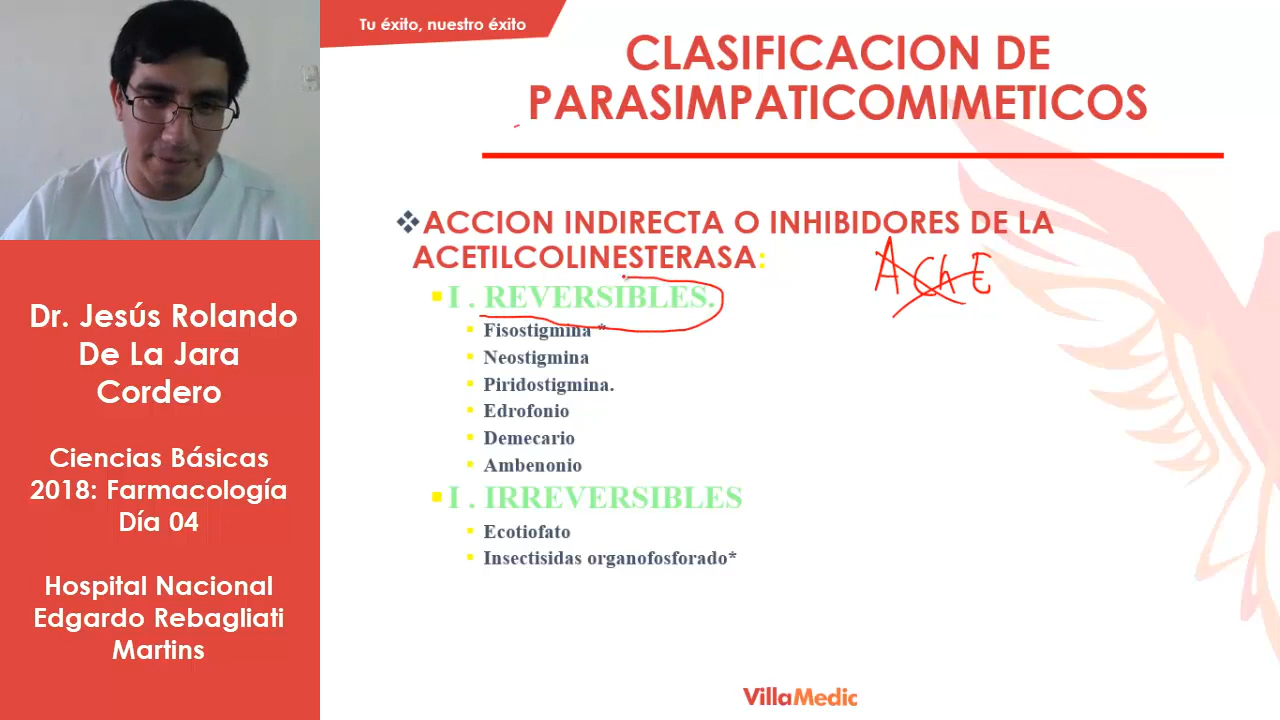 Tu éxito, nuestro éxito
CLASIFICACION DE
PARASIMPATICOMIMETICOS
ACCION INDIRECTA O INHIBIDORES DE LA
ACETILCOLINESTERASA:
AChE
I . REVERSIBLES.
Fisostigmina *
Neostigmina
Piridostigmina.
Edrofonio
Demecario
Ambenonio
I . IRREVERSIBLES
Ecotiofato
Insectisidas organofosforado*
Dr. Jesús Rolando
De La Jara
Cordero
Ciencias Básicas
2018: Farmacología
Día 04
Hospital Nacional
Edgardo Rebagliati
Martins
VillaMedic